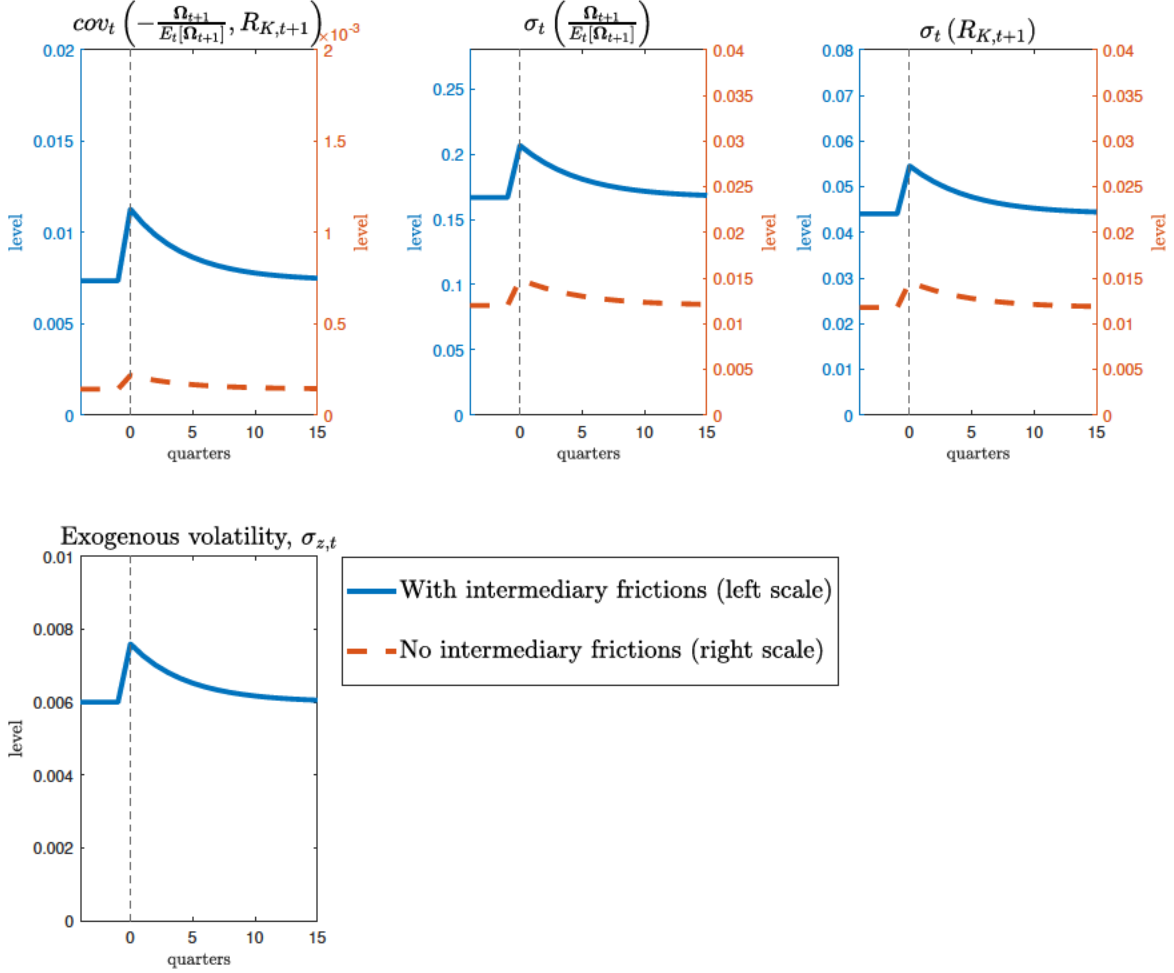 cov_t (−Ω_{t+1}/E_t[Ω_{t+1}], R_{K,t+1})
×10⁻³
σ_t (Ω_{t+1}/E_t[Ω_{t+1}])
σ_t (R_{K,t+1})
0.02
0.015
0.01
0.005
0
level
2
1.5
1
0.5
0
level
0 5 10 15
quarters
0.25
0.2
0.15
0.1
0.05
0
level
0.04
0.035
0.03
0.025
0.02
0.015
0.01
0.005
0
level
0 5 10 15
quarters
0.08
0.07
0.06
0.05
0.04
0.03
0.02
0.01
0
level
0.04
0.035
0.03
0.025
0.02
0.015
0.01
0.005
0
level
0 5 10 15
quarters
Exogenous volatility, σ_{z,t}
0.01
0.008
0.006
0.004
0.002
0
level
0 5 10 15
quarters
With intermediary frictions (left scale)
No intermediary frictions (right scale)